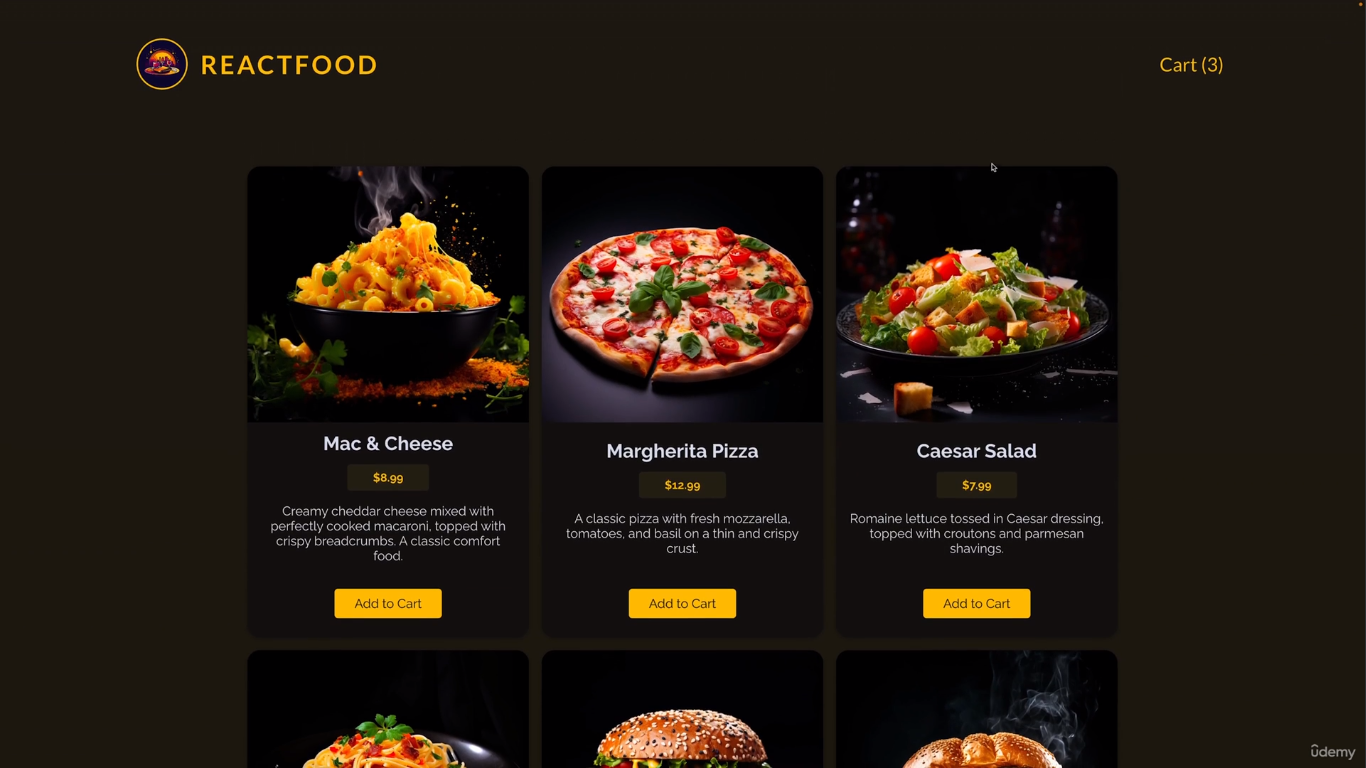 REACTFOOD
Cart (3)
Mac & Cheese
$8.99
Creamy cheddar cheese mixed with
perfectly cooked macaroni, topped with
crispy breadcrumbs. A classic comfort
food.
Add to Cart
Margherita Pizza
$12.99
A classic pizza with fresh mozzarella,
tomatoes, and basil on a thin and crispy
crust.
Add to Cart
Caesar Salad
$7.99
Romaine lettuce tossed in Caesar dressing,
topped with croutons and parmesan
shavings.
Add to Cart
udemy